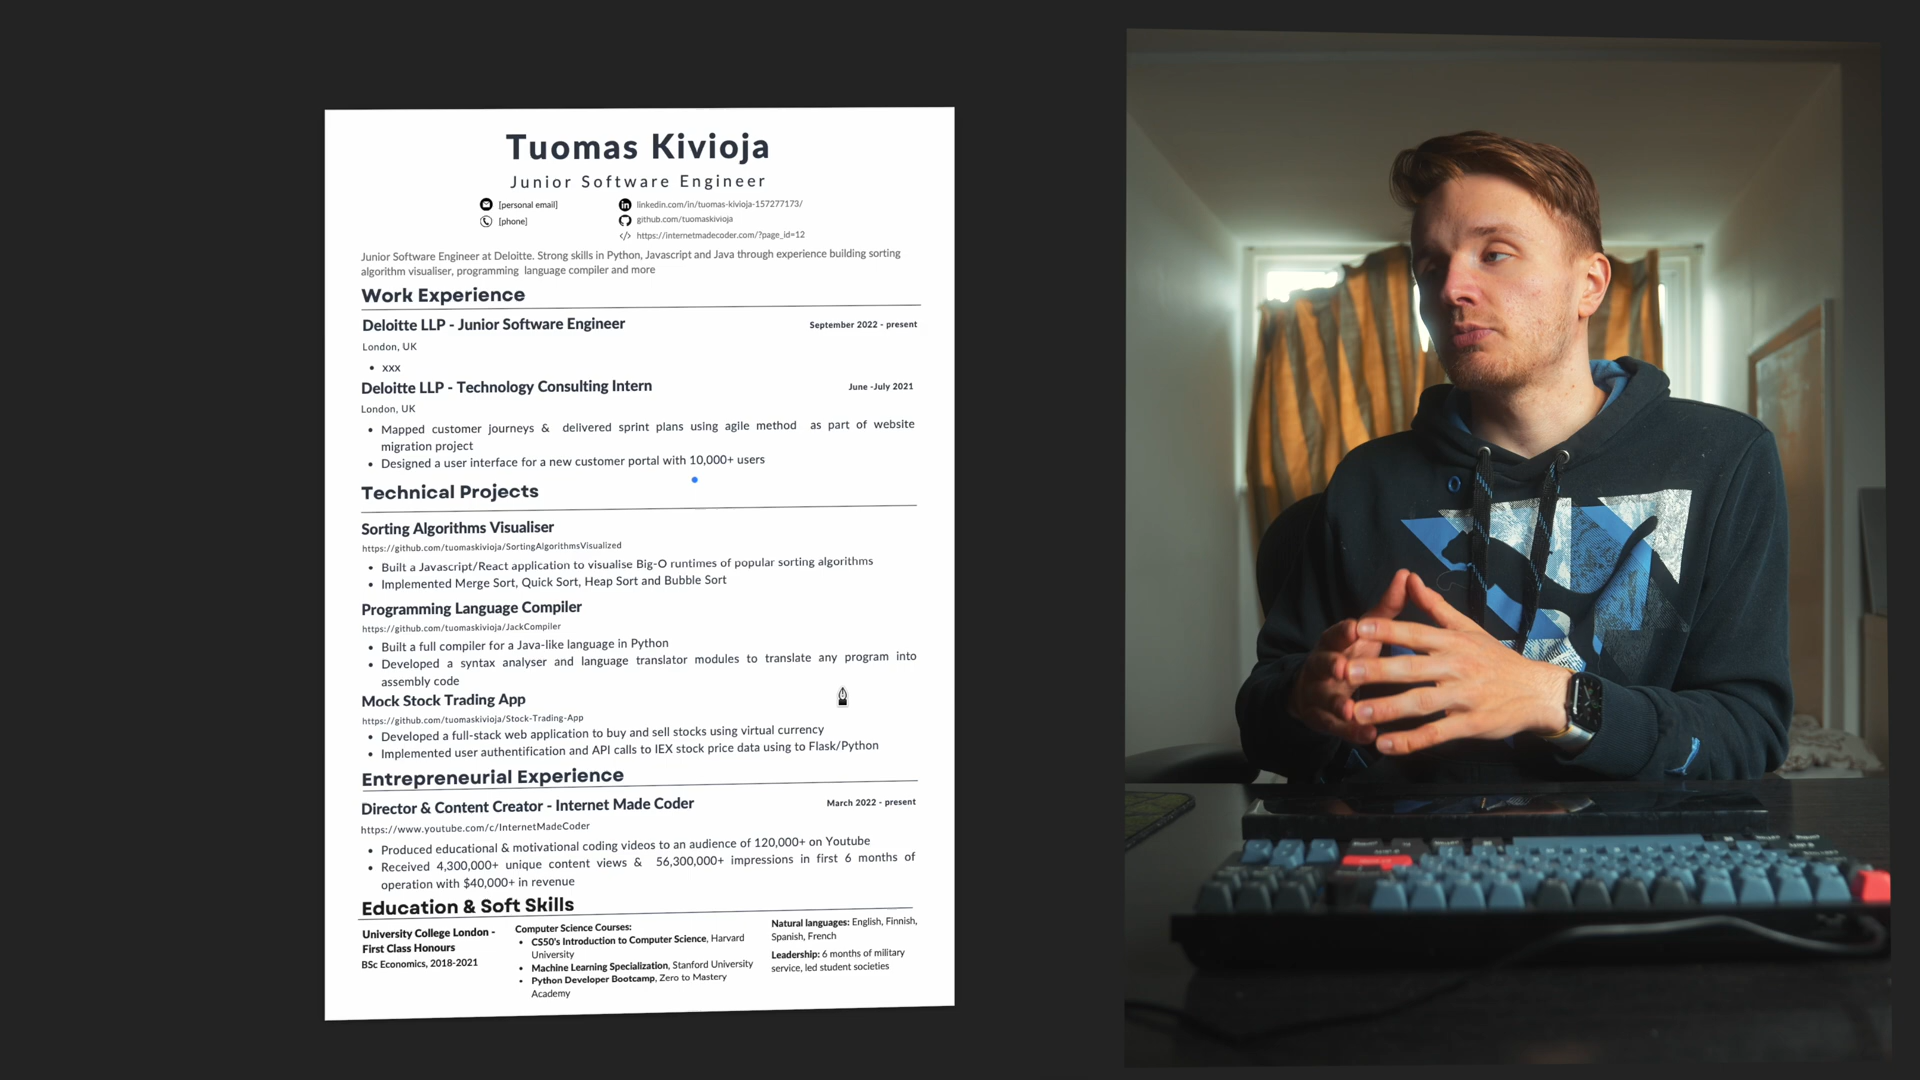 Tuomas Kivioja
Junior Software Engineer
[personal email]
[phone]
linkedin.com/in/tuomas-kivioja-157277173/
github.com/tuomaskivioja
https://internetmadecoder.com/?page_id=12
Junior Software Engineer at Deloitte. Strong skills in Python, Javascript and Java through experience building sorting
algorithm visualiser, programming language compiler and more
Work Experience
Deloitte LLP - Junior Software Engineer
September 2022 - present
London, UK
• xxx
Deloitte LLP - Technology Consulting Intern
June -July 2021
London, UK
• Mapped customer journeys & delivered sprint plans using agile method as part of website
migration project
• Designed a user interface for a new customer portal with 10,000+ users
Technical Projects
Sorting Algorithms Visualiser
https://github.com/tuomaskivioja/SortingAlgorithmsVisualized
• Built a Javascript/React application to visualise Big-O runtimes of popular sorting algorithms
• Implemented Merge Sort, Quick Sort, Heap Sort and Bubble Sort
Programming Language Compiler
https://github.com/tuomaskivioja/JackCompiler
• Built a full compiler for a Java-like language in Python
• Developed a syntax analyser and language translator modules to translate any program into
assembly code
Mock Stock Trading App
https://github.com/tuomaskivioja/Stock-Trading-App
• Developed a full-stack web application to buy and sell stocks using virtual currency
• Implemented user authentification and API calls to IEX stock price data using to Flask/Python
Entrepreneurial Experience
Director & Content Creator - Internet Made Coder
March 2022 - present
https://www.youtube.com/c/InternetMadeCoder
• Produced educational & motivational coding videos to an audience of 120,000+ on Youtube
• Received 4,300,000+ unique content views & 56,300,000+ impressions in first 6 months of
operation with $40,000+ in revenue
Education & Soft Skills
University College London -
First Class Honours
BSc Economics, 2018-2021
Computer Science Courses:
• CS50's Introduction to Computer Science, Harvard
University
• Machine Learning Specialization, Stanford University
• Python Developer Bootcamp, Zero to Mastery
Academy
Natural languages: English, Finnish,
Spanish, French
Leadership: 6 months of military
service, led student societies